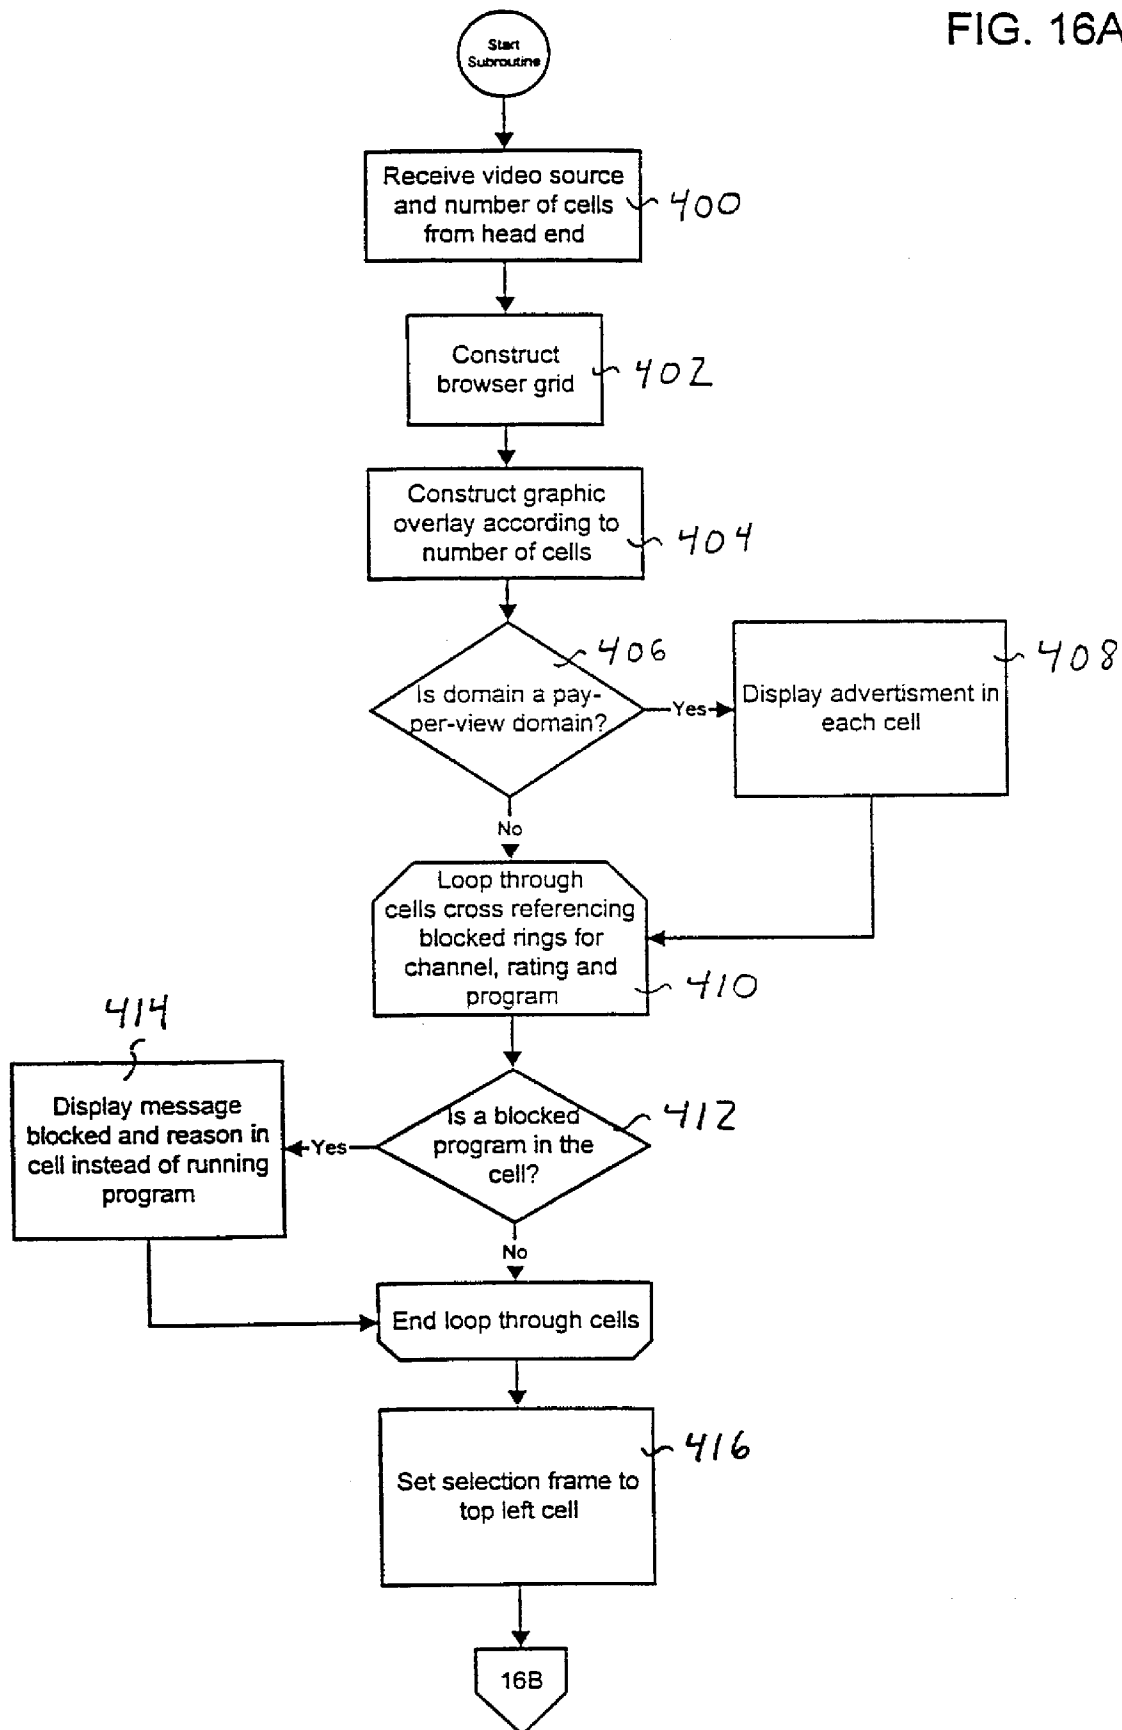 FIG. 16A
Start
Subroutine
Receive video source
and number of cells
from head end
400
Construct
browser grid
402
Construct graphic
overlay according to
number of cells
404
406
Is domain a pay-
per-view domain?
Yes
408
Display advertisment in
each cell
No
Loop through
cells cross referencing
blocked rings for
channel, rating and
program
410
414
Display message
blocked and reason in
cell instead of running
program
Yes
Is a blocked
program in the
cell?
412
No
End loop through cells
416
Set selection frame to
top left cell
16B